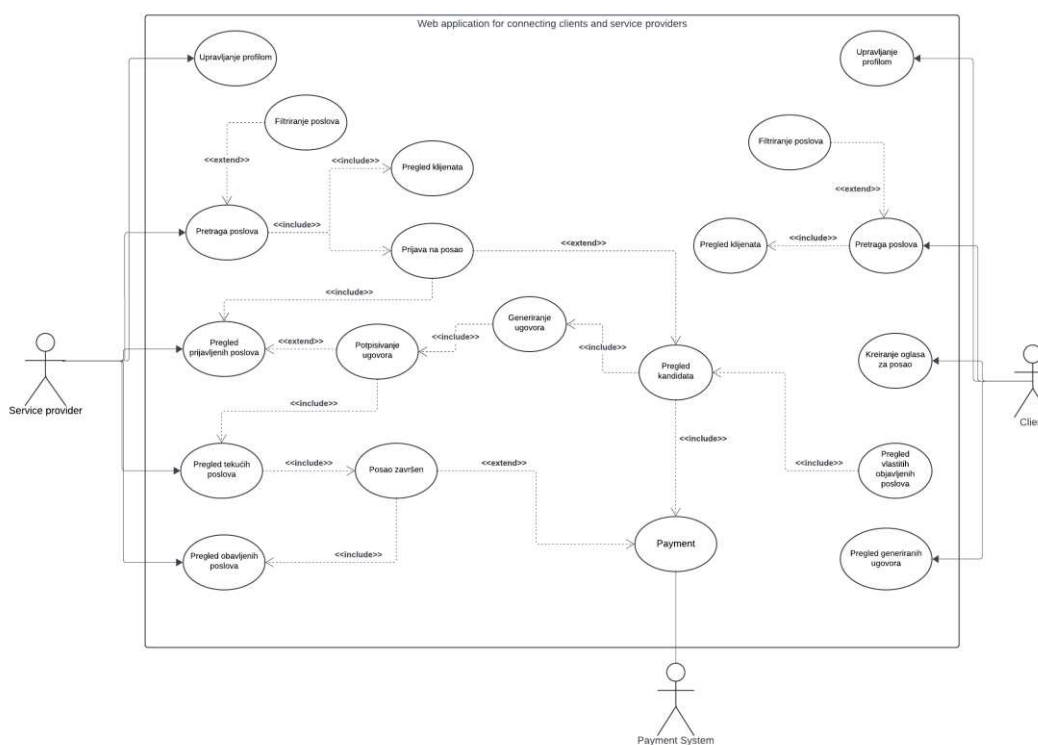 Web application for connecting clients and service providers
Upravljanje profilom
Upravljanje
profilom
Filtriranje poslova
Filtriranje poslova
<<extend>>
<<include>>
Pregled klijenata
<<extend>>
Pretraga poslova
<<include>>
Prijava na posao
<<extend>>
Pregled klijenata
<<include>>
Pretraga poslova
<<include>>
Generiranje
ugovora
<<include>>
<<include>>
Pregled
prijavljenih poslova
<<extend>>
Potpisivanje
ugovora
Pregled
kandidata
Kreiranje oglasa
za posao
Service provider
<<include>>
Clie
<<include>>
Pregled tekućih
poslova
<<include>>
Posao završen
<<extend>>
<<include>>
Pregled
vlastitih
objavljenih
poslova
Pregled obavljenih
poslova
<<include>>
Payment
Pregled generiranih
ugovora
Payment System